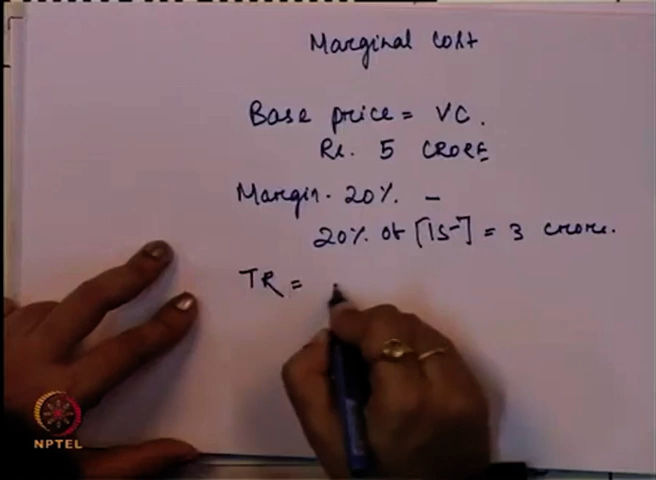 Marginal Cost
Base price = VC.
Rs. 5 CRORE
Margin. 20% -
20% of [15] = 3 crore.
TR =
NPTEL